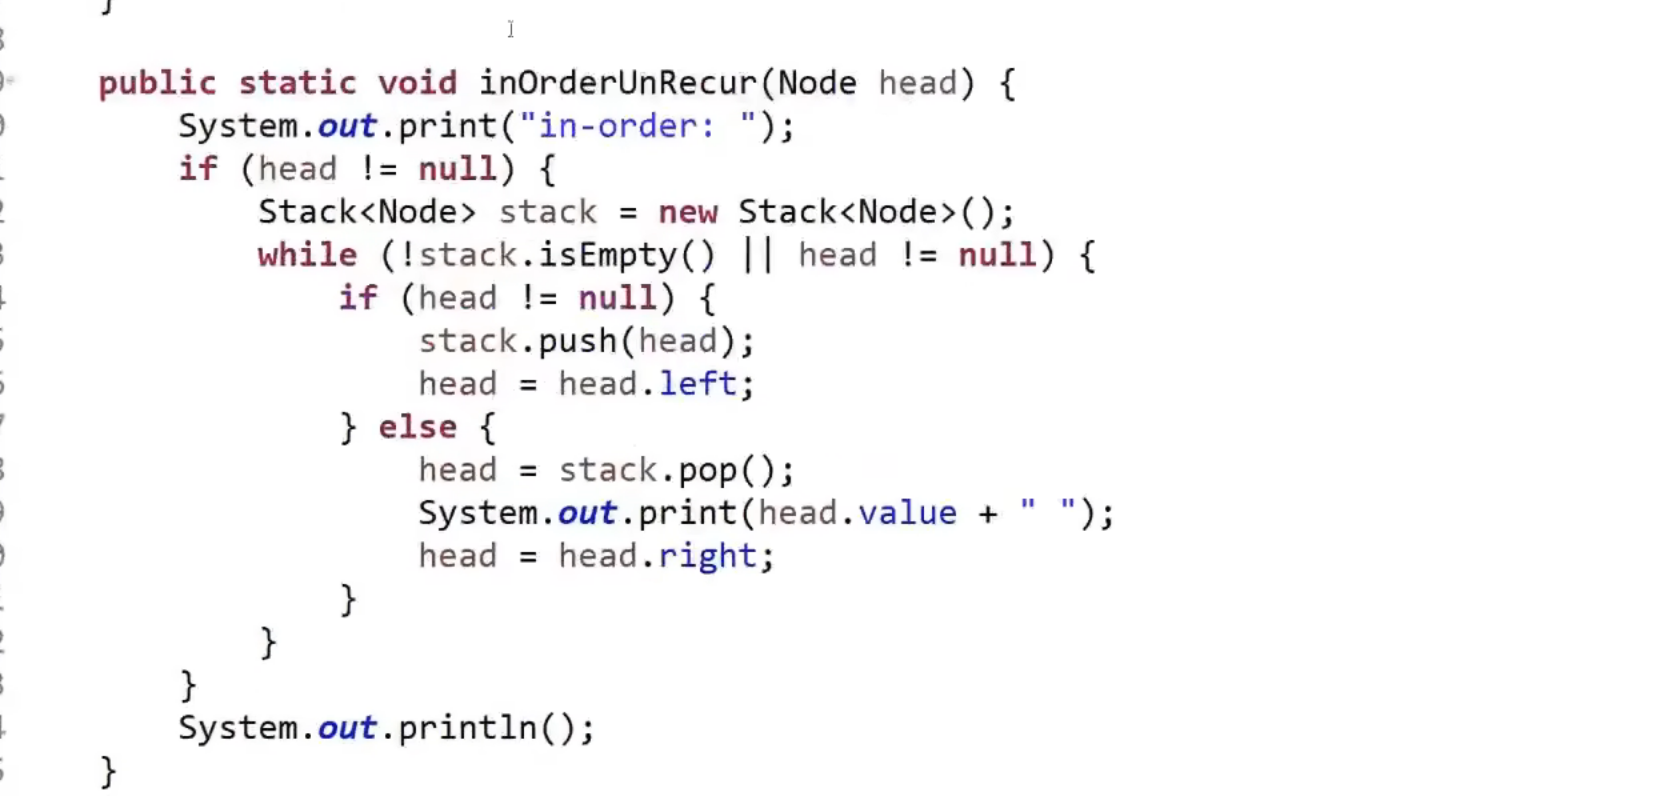 }
public static void inOrderUnRecur(Node head) {
System.out.print("in-order: ");
if (head != null) {
Stack<Node> stack = new Stack<Node>();
while (!stack.isEmpty() || head != null) {
if (head != null) {
stack.push(head);
head = head.left;
} else {
head = stack.pop();
System.out.print(head.value + " ");
head = head.right;
}
}
}
System.out.println();
}